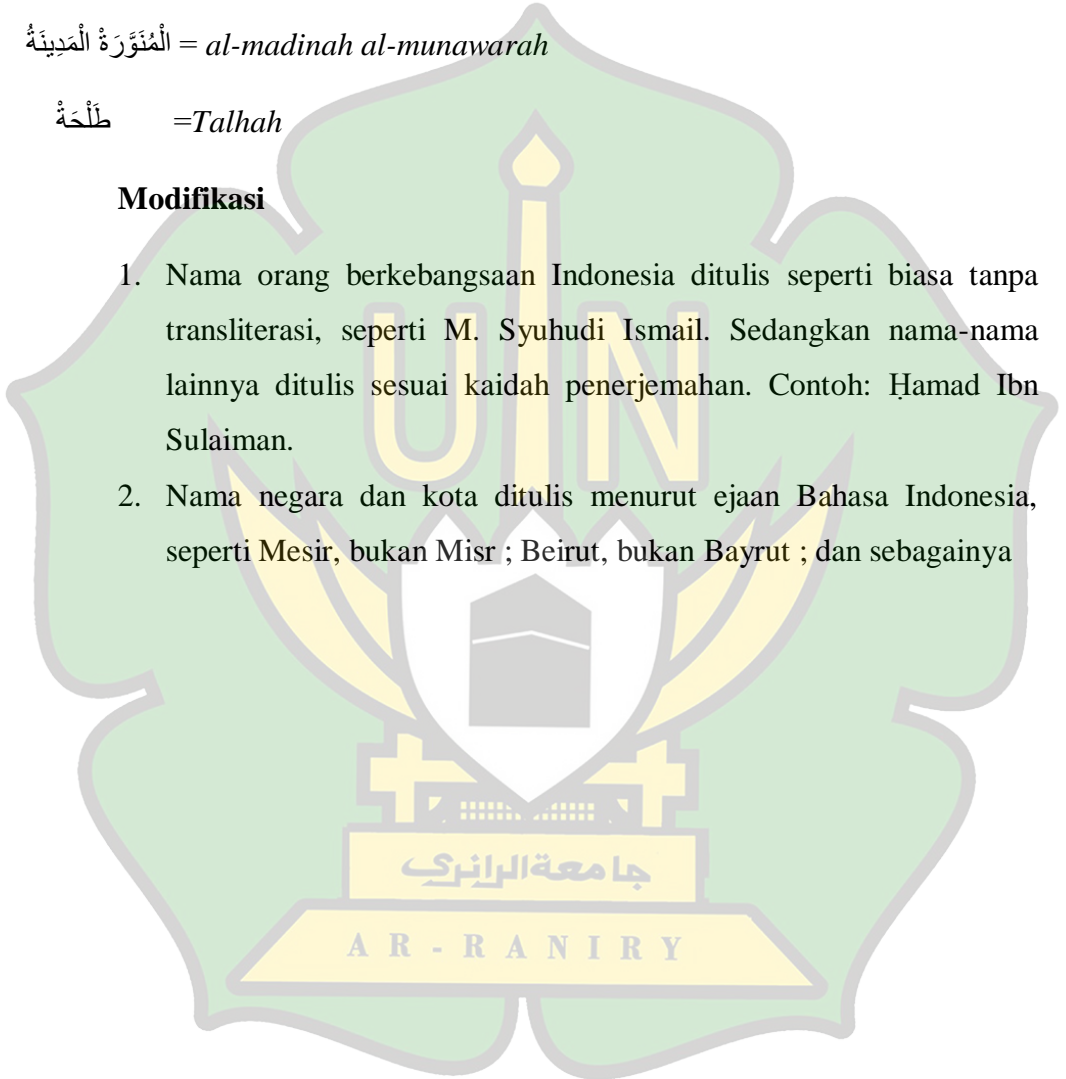 الْمُنَوَّرَةْ الْمَدِينَةُ = al-madinah al-munawarah
طَلْحَةْ =Talhah
Modifikasi
1. Nama orang berkebangsaan Indonesia ditulis seperti biasa tanpa
transliterasi, seperti M. Syuhudi Ismail. Sedangkan nama-nama
lainnya ditulis sesuai kaidah penerjemahan. Contoh: Ḥamad Ibn
Sulaiman.
2. Nama negara dan kota ditulis menurut ejaan Bahasa Indonesia,
seperti Mesir, bukan Misr ; Beirut, bukan Bayrut ; dan sebagainya
UIN
جامعةالرانري
AR-RANIRY